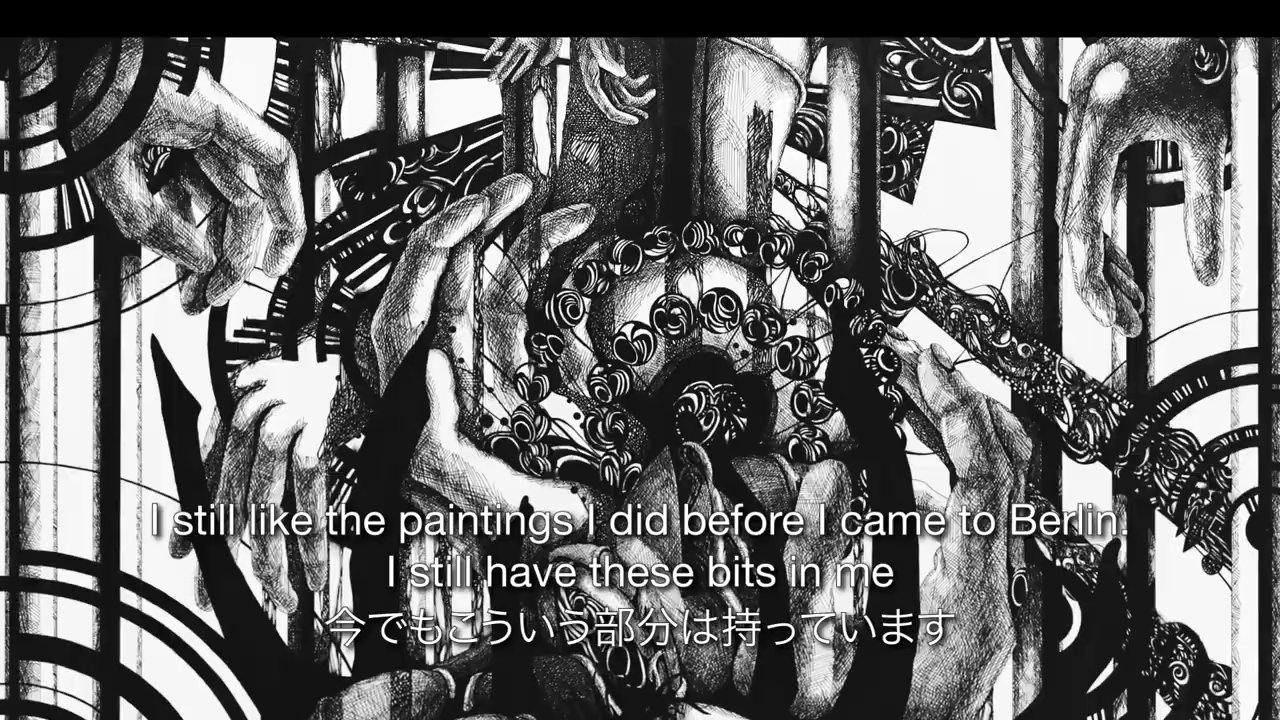 I still like the paintings I did before I came to Berlin.
I still have these bits in me
今でもこういう部分は持っています